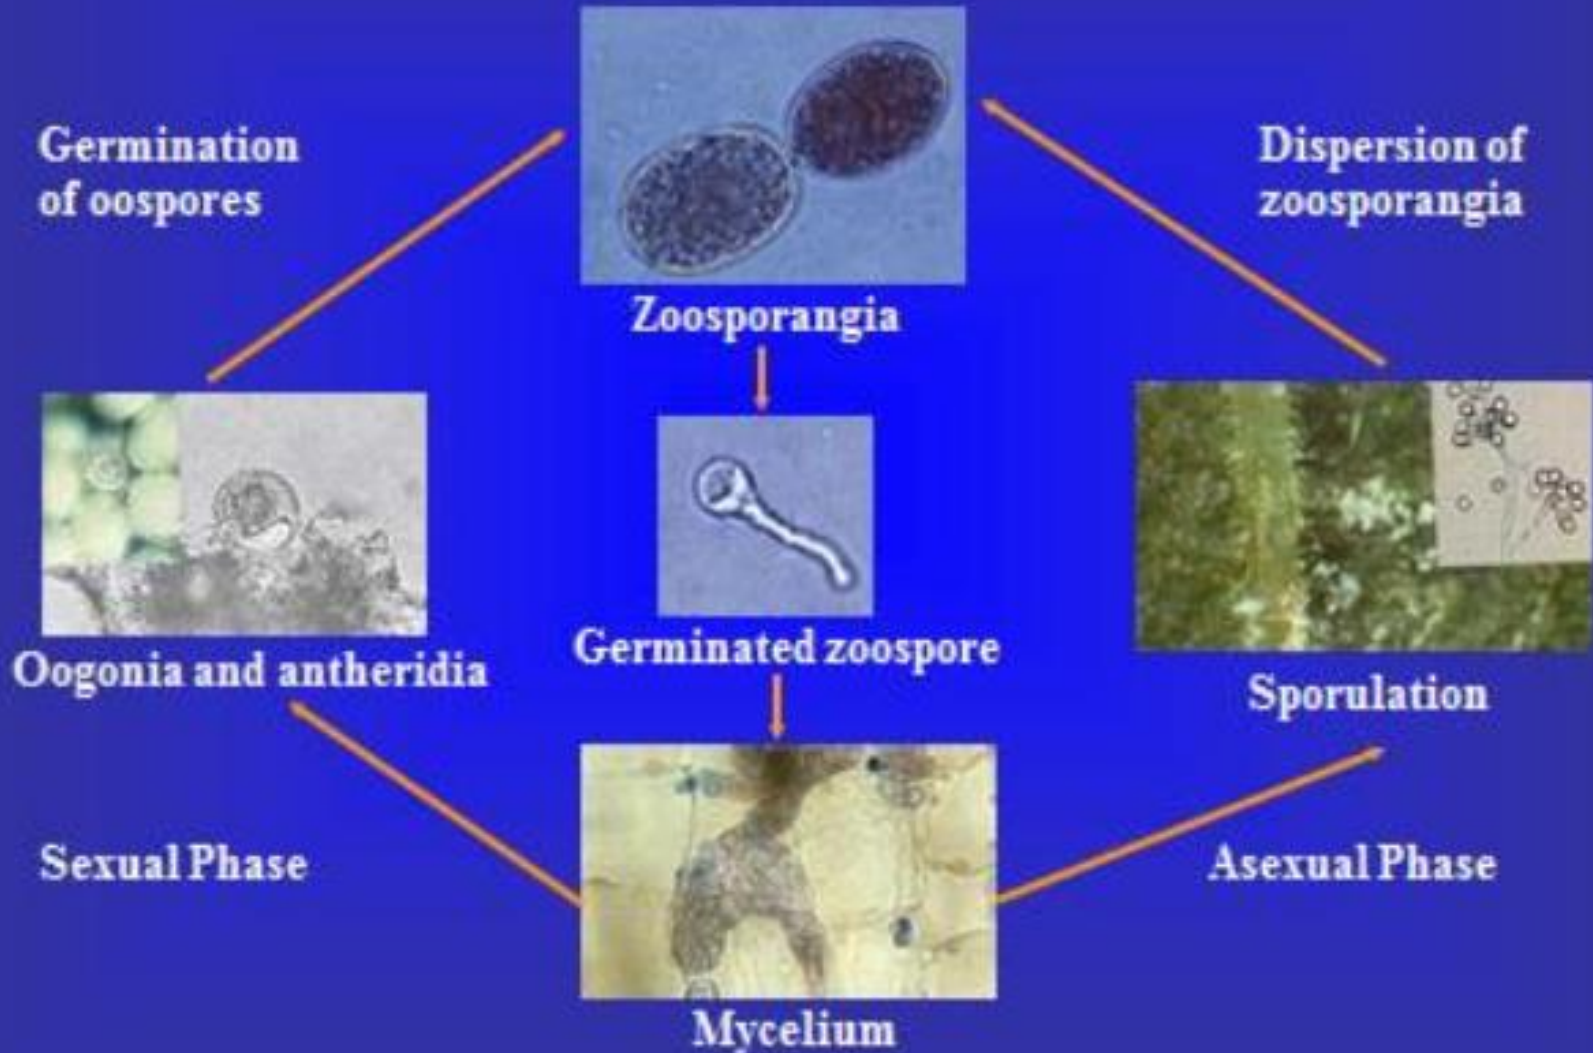 Germination
of oospores
Dispersion of
zoosporangia
Zoosporangia
Oogonia and antheridia
Germinated zoospore
Sporulation
Sexual Phase
Asexual Phase
Mycelium